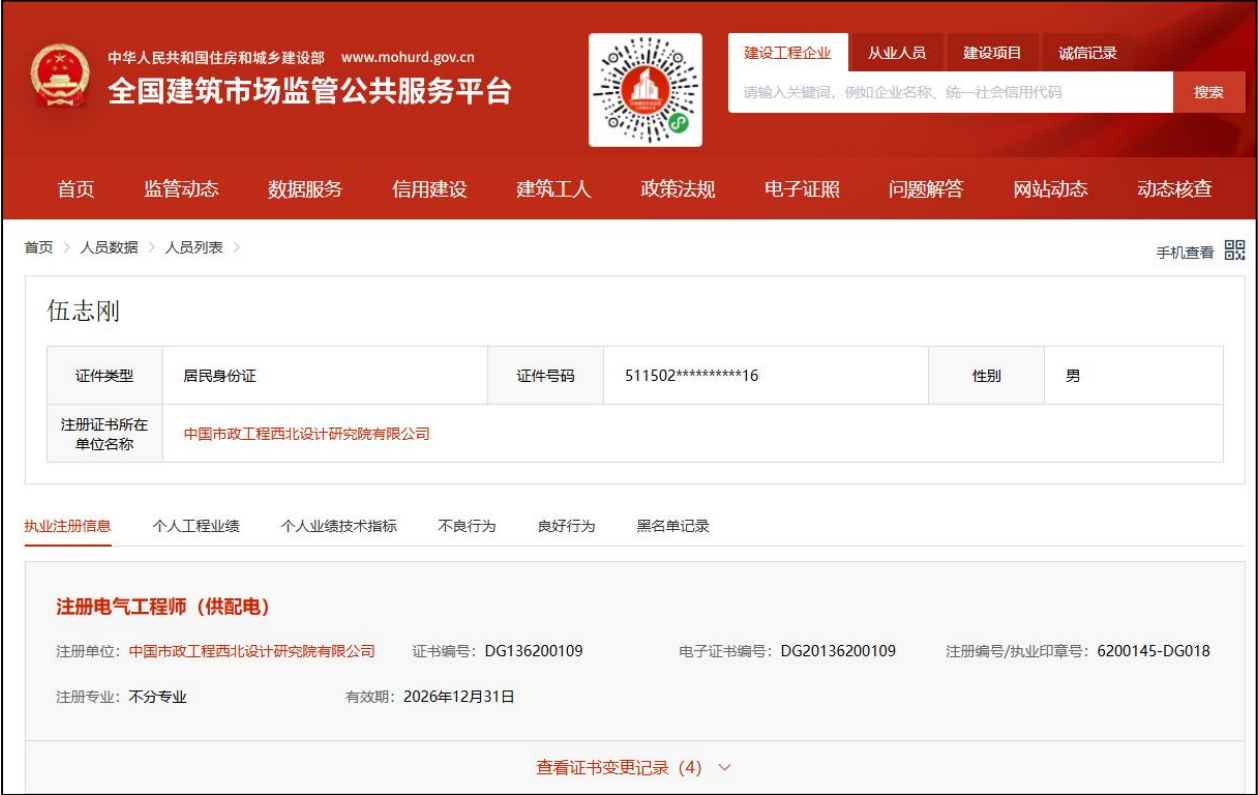 中华人民共和国住房和城乡建设部 www.mohurd.gov.cn
全国建筑市场监管公共服务平台
建设工程企业 从业人员 建设项目 诚信记录
请输入关键词，例如企业名称、统一社会信用代码 搜索
首页 监管动态 数据服务 信用建设 建筑工人 政策法规 电子证照 问题解答 网站动态 动态核查
首页 > 人员数据 > 人员列表 >
手机查看
伍志刚
证件类型 居民身份证 证件号码 511502**********16 性别 男
注册证书所在
单位名称
中国市政工程西北设计研究院有限公司
执业注册信息 个人工程业绩 个人业绩技术指标 不良行为 良好行为 黑名单记录
注册电气工程师（供配电）
注册单位：中国市政工程西北设计研究院有限公司 证书编号：DG136200109 电子证书编号：DG20136200109 注册编号/执业印章号：6200145-DG018
注册专业：不分专业 有效期：2026年12月31日
查看证书变更记录（4）